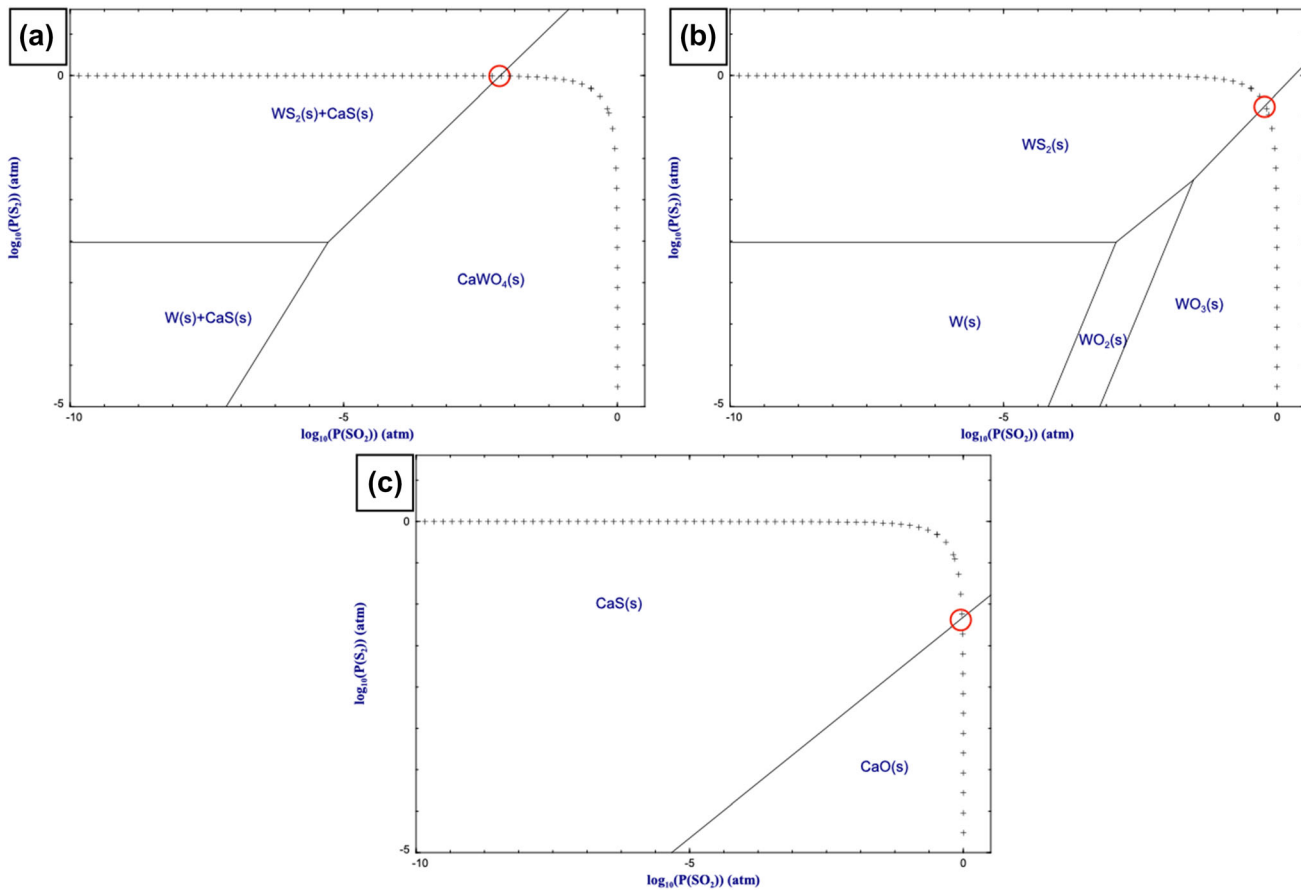 (a)
0
WS₂(s)+CaS(s)
log₁₀(P(S₂)) (atm)
CaWO₄(s)
W(s)+CaS(s)
-5
-10
-5
0
log₁₀(P(SO₂)) (atm)
(b)
0
WS₂(s)
log₁₀(P(S₂)) (atm)
W(s)
WO₂(s)
WO₃(s)
-5
-10
-5
0
log₁₀(P(SO₂)) (atm)
(c)
0
CaS(s)
log₁₀(P(S₂)) (atm)
CaO(s)
-5
-10
-5
0
log₁₀(P(SO₂)) (atm)